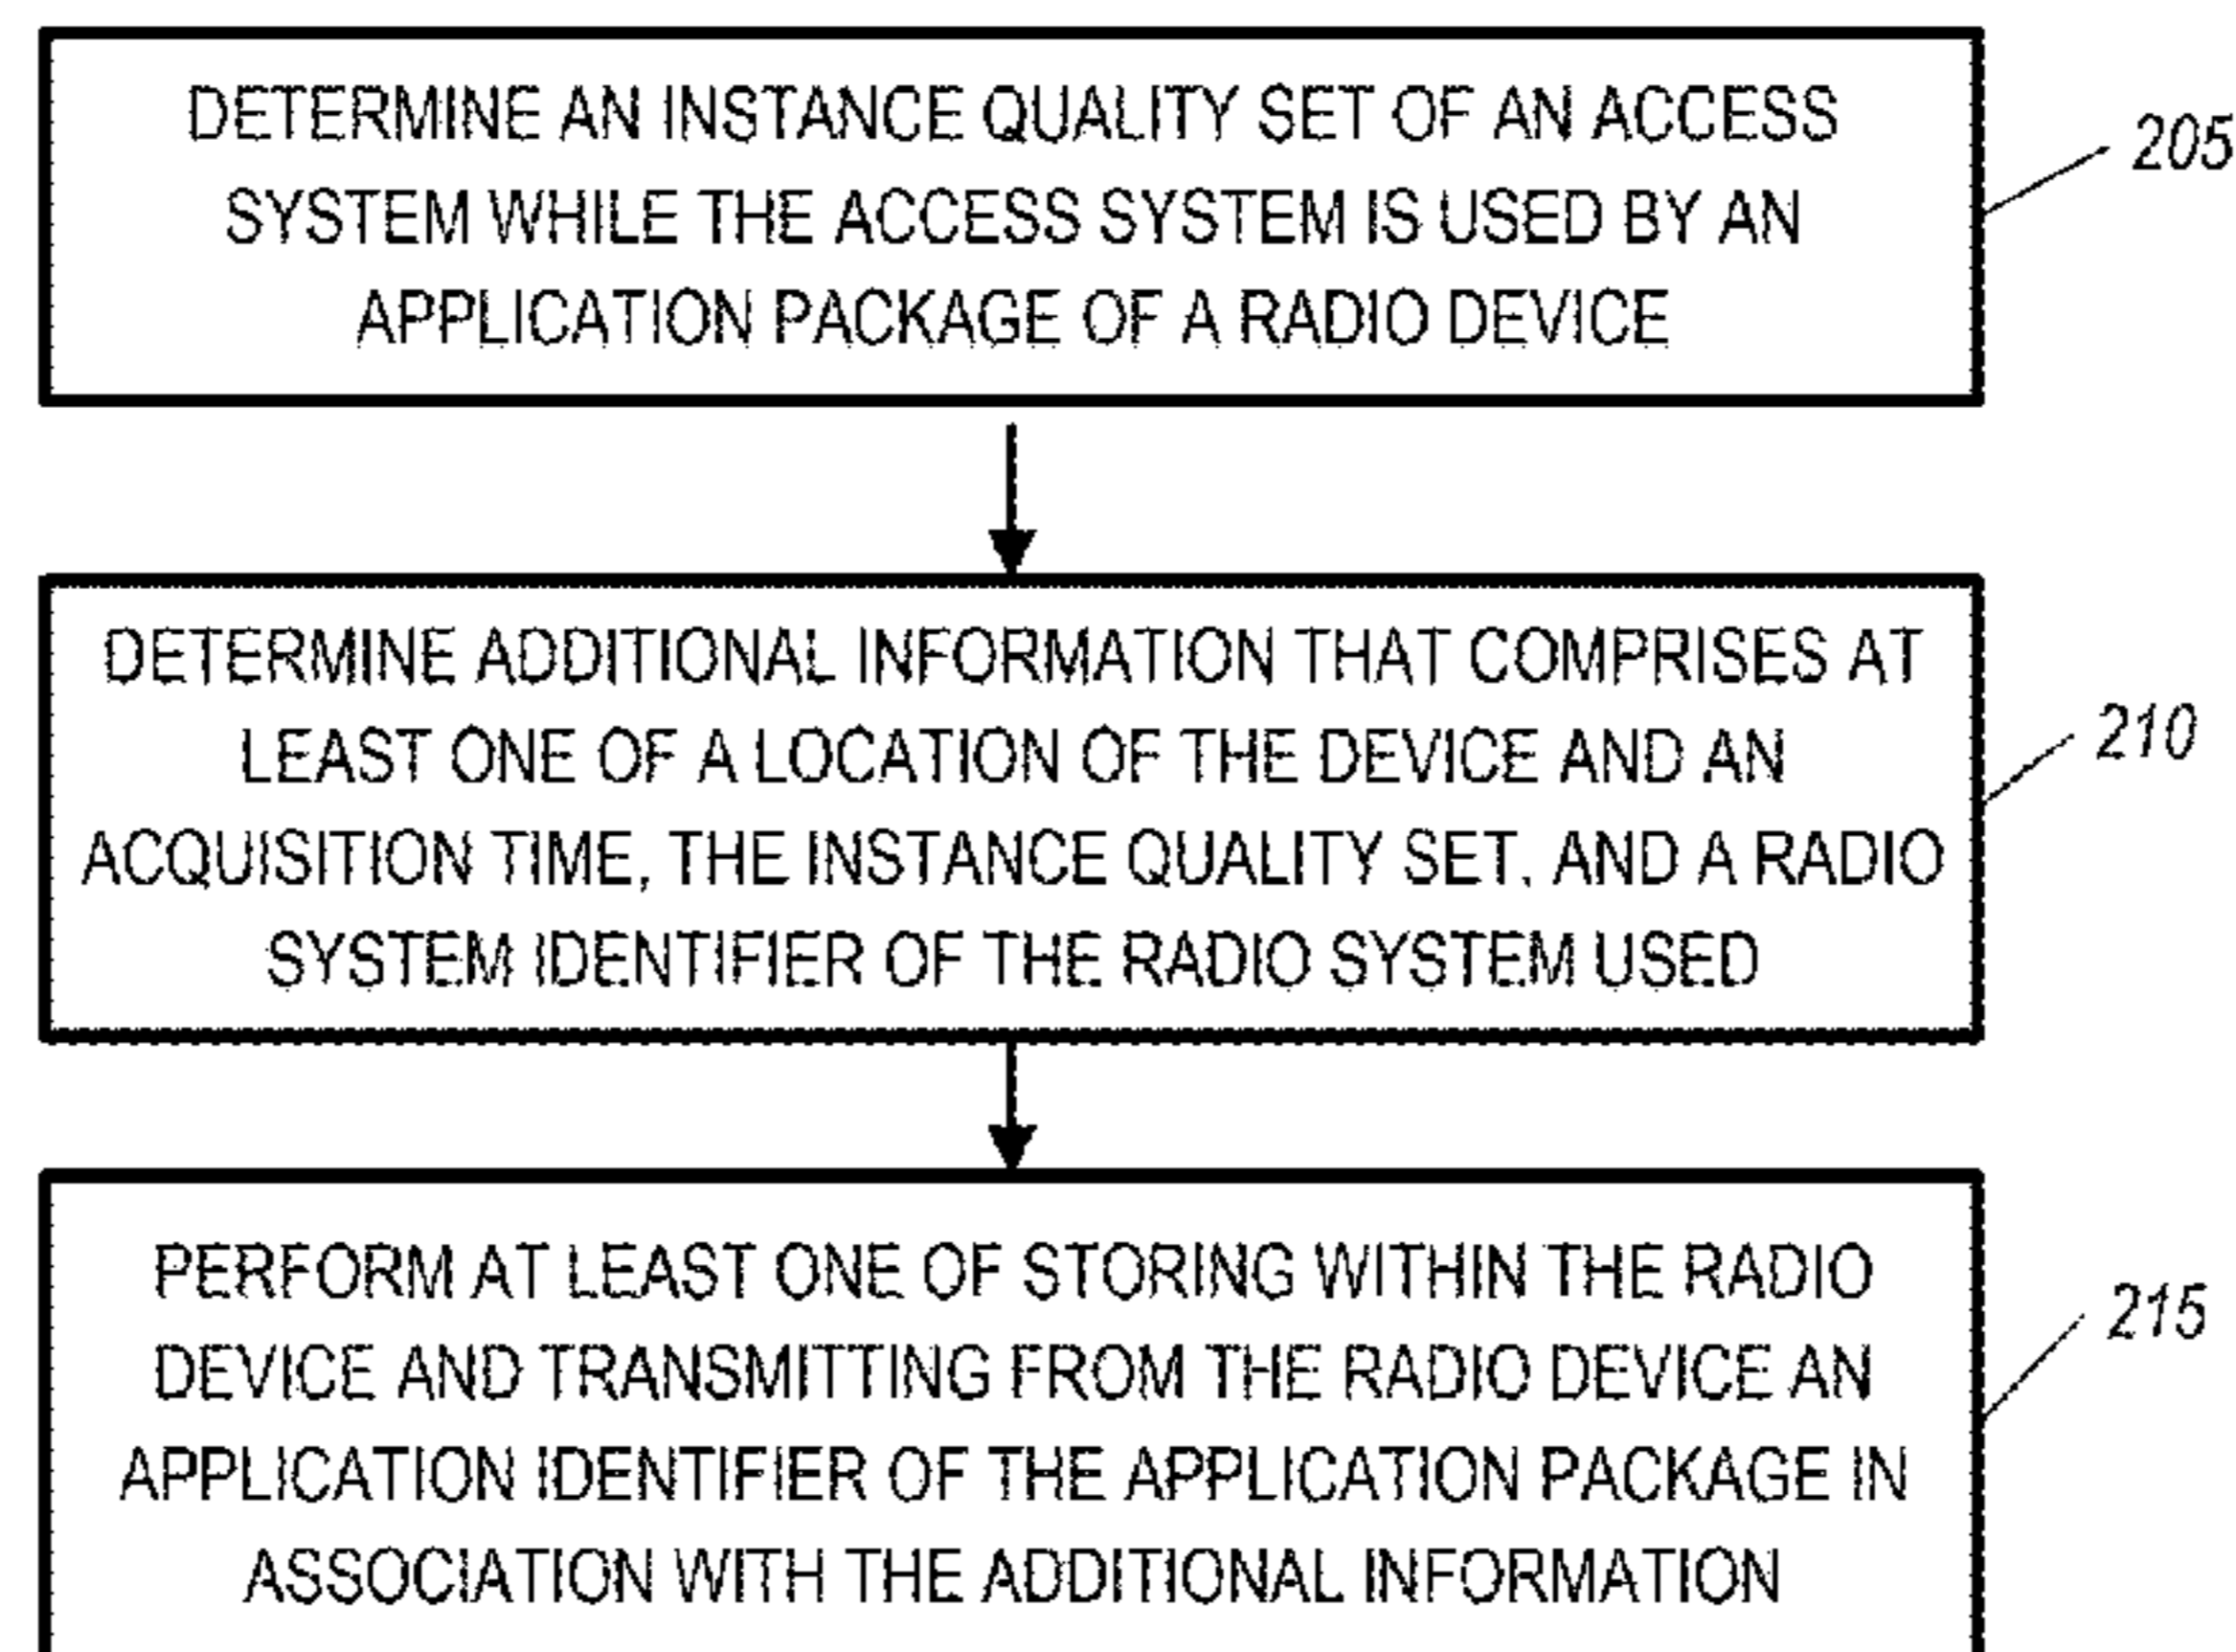 DETERMINE AN INSTANCE QUALITY SET OF AN ACCESS
SYSTEM WHILE THE ACCESS SYSTEM IS USED BY AN
APPLICATION PACKAGE OF A RADIO DEVICE
205
DETERMINE ADDITIONAL INFORMATION THAT COMPRISES AT
LEAST ONE OF A LOCATION OF THE DEVICE AND AN
ACQUISITION TIME, THE INSTANCE QUALITY SET, AND A RADIO
SYSTEM IDENTIFIER OF THE RADIO SYSTEM USED
210
PERFORM AT LEAST ONE OF STORING WITHIN THE RADIO
DEVICE AND TRANSMITTING FROM THE RADIO DEVICE AN
APPLICATION IDENTIFIER OF THE APPLICATION PACKAGE IN
ASSOCIATION WITH THE ADDITIONAL INFORMATION
215